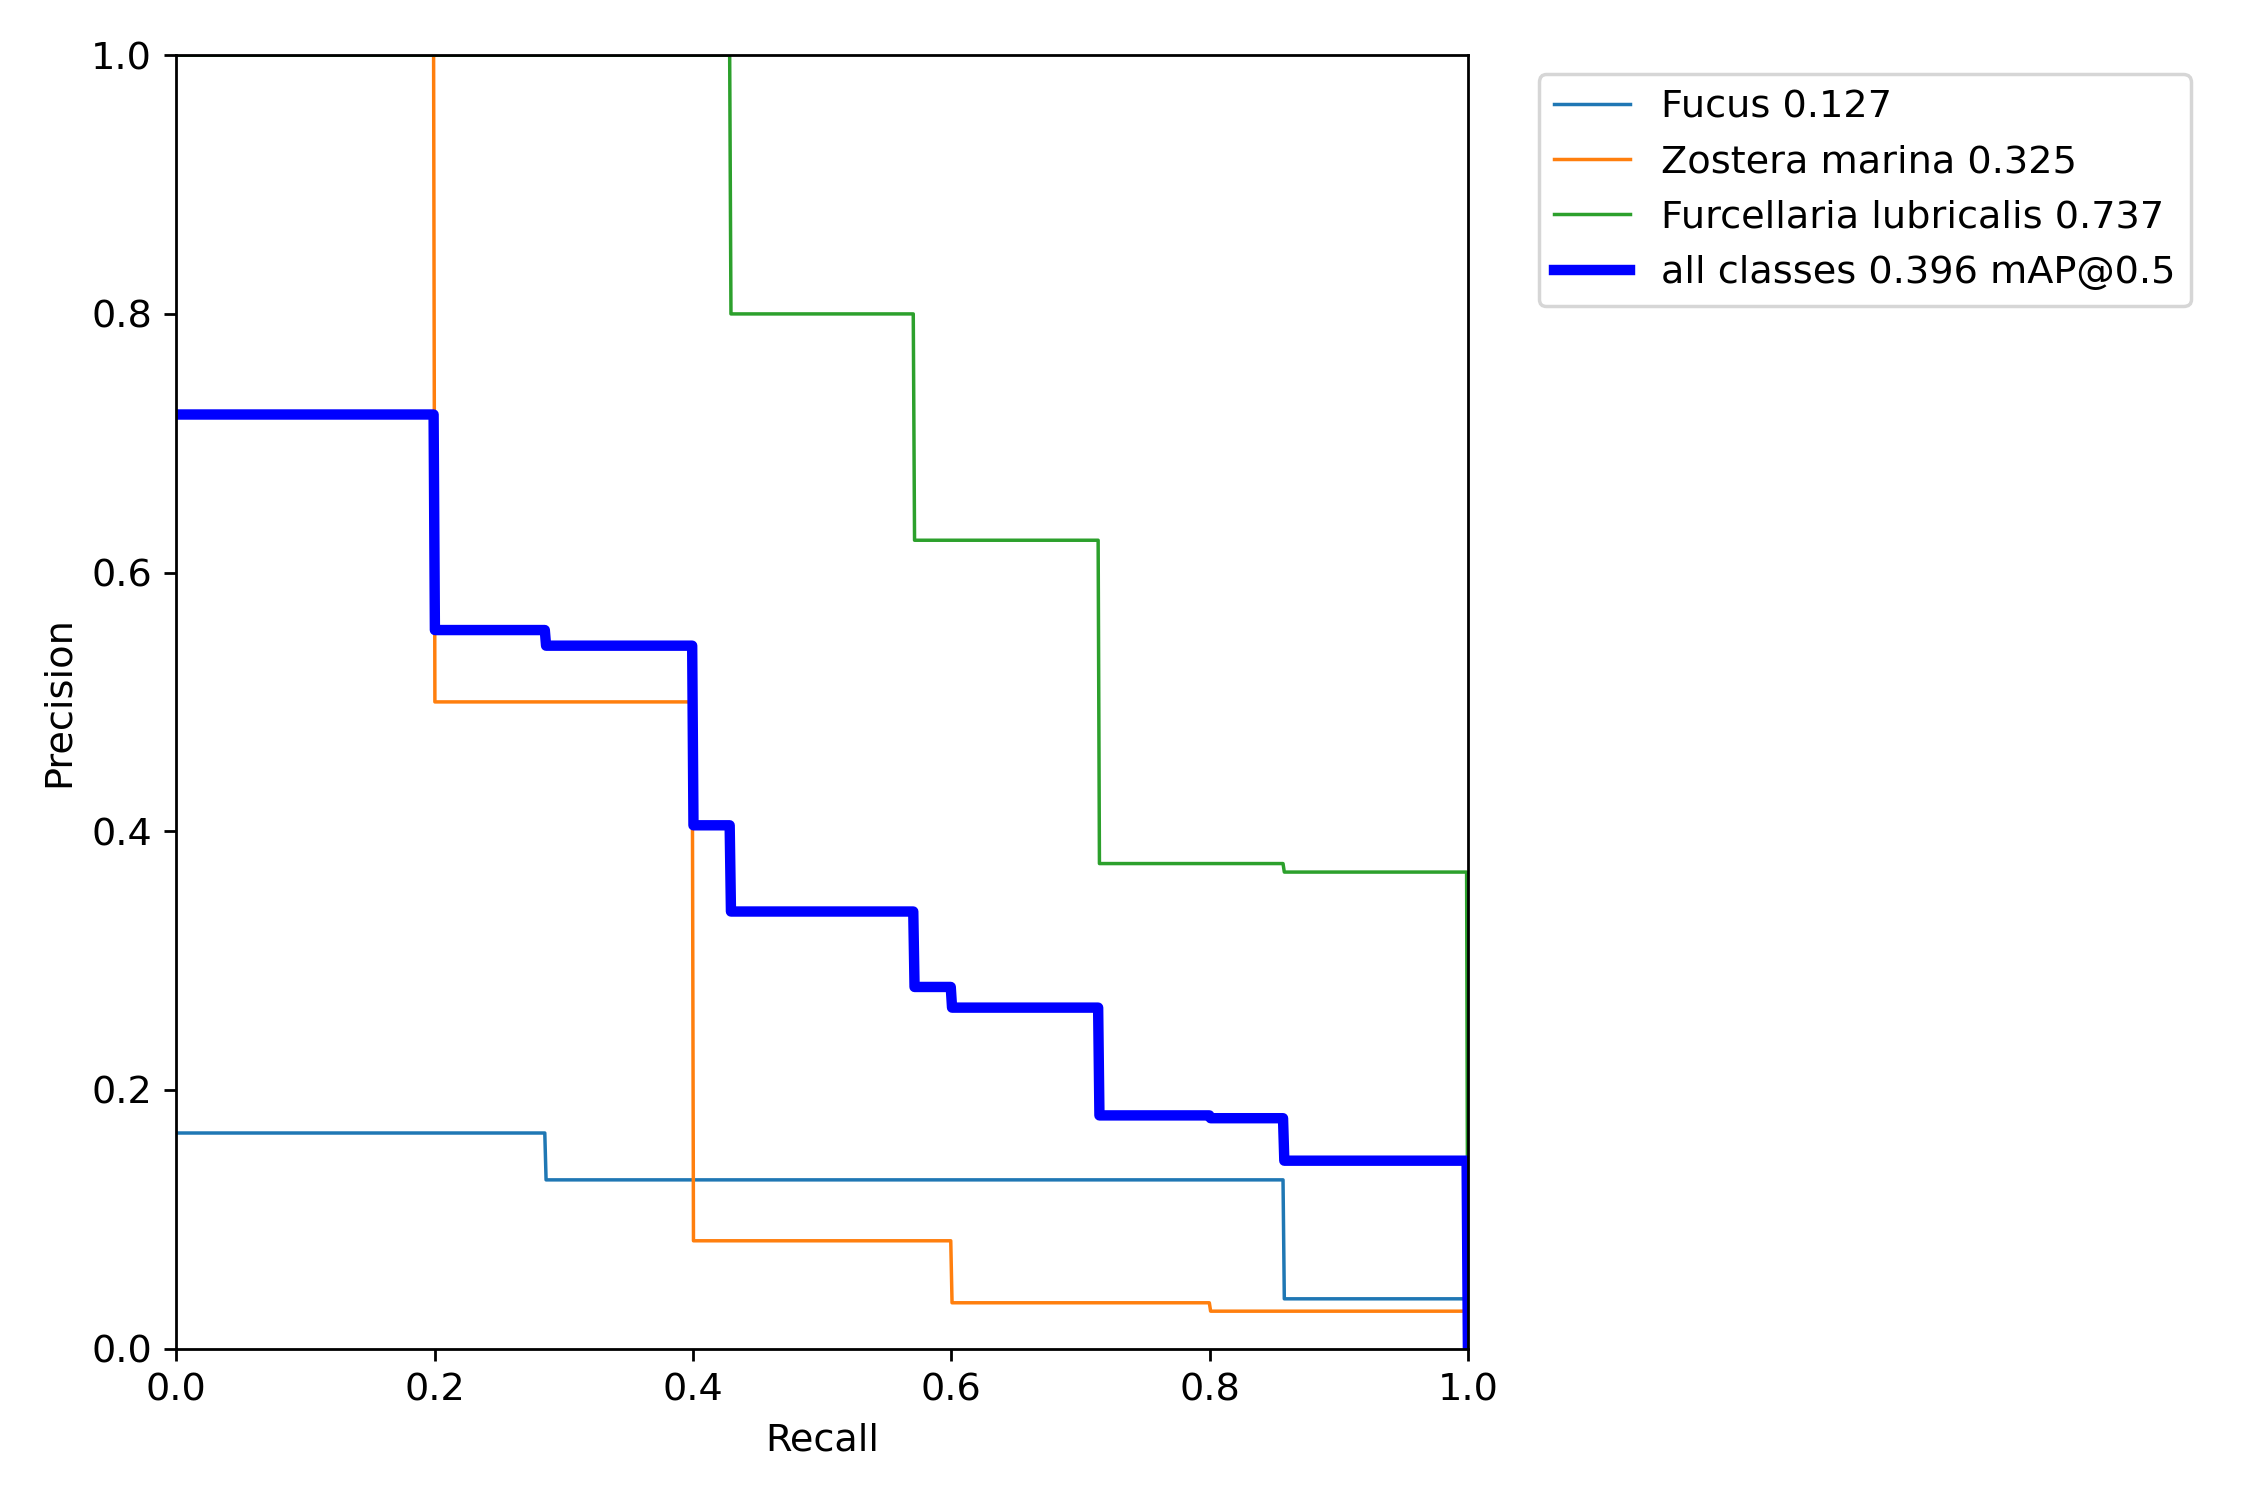 1.0
0.8
0.6
0.4
0.2
0.0
Precision
0.0 0.2 0.4 0.6 0.8 1.0
Recall
Fucus 0.127
Zostera marina 0.325
Furcellaria lubricalis 0.737
all classes 0.396 mAP@0.5